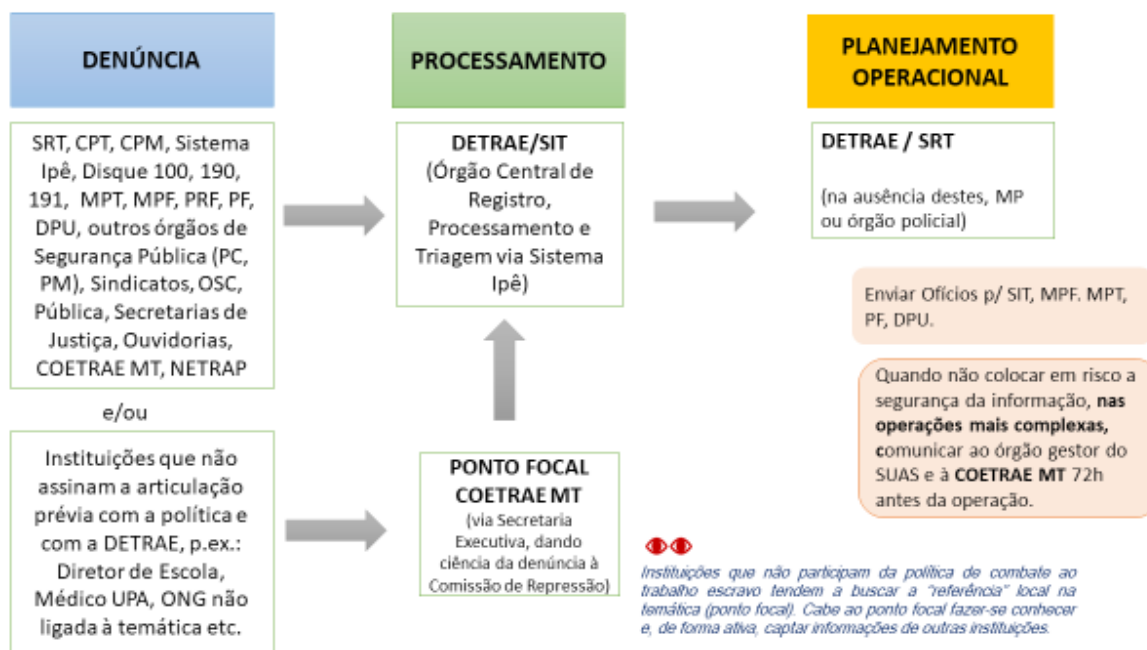 DENÚNCIA
SRT, CPT, CPM, Sistema
Ipê, Disque 100, 190,
191, MPT, MPF, PRF, PF,
DPU, outros órgãos de
Segurança Pública (PC,
PM), Sindicatos, OSC,
Pública, Secretarias de
Justiça, Ouvidorias,
COETRAE MT, NETRAP
e/ou
Instituições que não
assinam a articulação
prévia com a política e
com a DETRAE, p.ex.:
Diretor de Escola,
Médico UPA, ONG não
ligada à temática etc.
PROCESSAMENTO
DETRAE/SIT
(Órgão Central de
Registro,
Processamento e
Triagem via Sistema
Ipê)
PONTO FOCAL
COETRAE MT
(via Secretaria
Executiva, dando
ciência da denúncia à
Comissão de Repressão)
PLANEJAMENTO
OPERACIONAL
DETRAE / SRT
(na ausência destes, MP
ou órgão policial)
Enviar Ofícios p/ SIT, MPF. MPT,
PF, DPU.
Quando não colocar em risco a
segurança da informação, nas
operações mais complexas,
comunicar ao órgão gestor do
SUAS e à COETRAE MT 72h
antes da operação.
Instituições que não participam da política de combate ao
trabalho escravo tendem a buscar a "referência" local na
temática (ponto focal). Cabe ao ponto focal fazer-se conhecer
e, de forma ativa, captar informações de outras instituições.